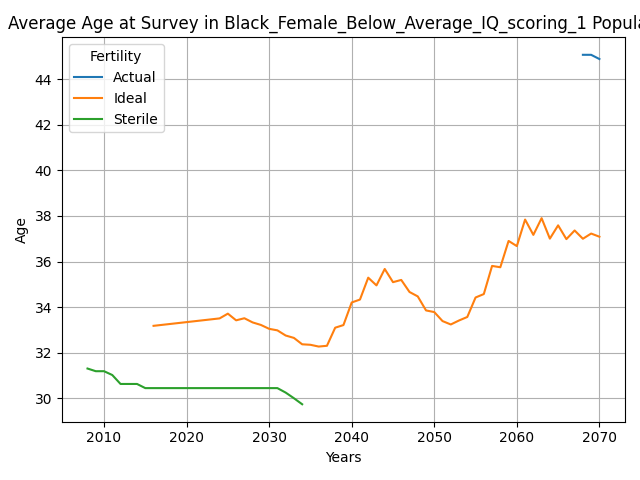 Average Age at Survey in Black_Female_Below_Average_IQ_scoring_1
Fertility
Actual
Ideal
Sterile
Age
44
42
40
38
36
34
32
30
2010 2020 2030 2040 2050 2060 2070
Years